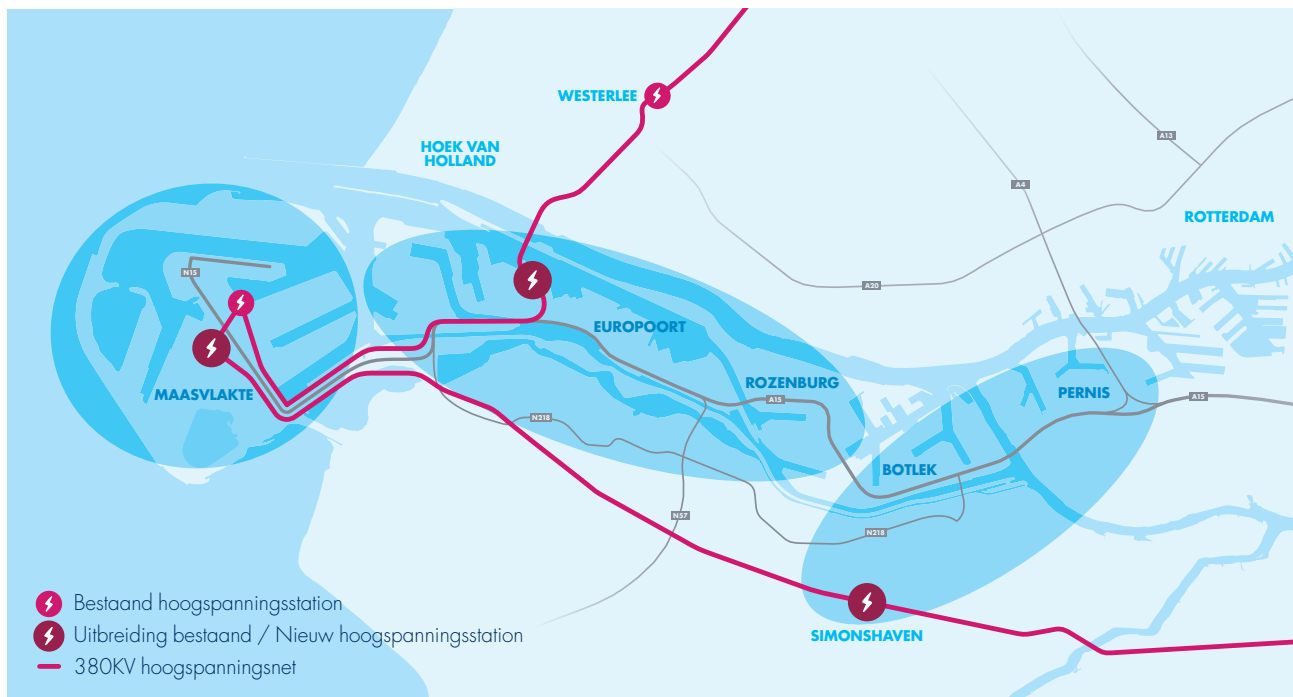 WESTERLEE
HOEK VAN
HOLLAND
A13
A4
ROTTERDAM
N15
A20
EUROPOORT
MAASVLAKTE
ROZENBURG
PERNIS
A15
A15
N218
BOTLEK
N57
N218
Bestaand hoogspanningsstation
Uitbreiding bestaand / Nieuw hoogspanningsstation
SIMONSHAVEN
380KV hoogspanningsnet